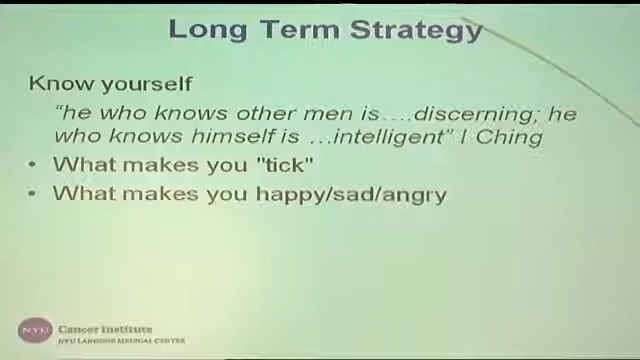 Long Term Strategy
Know yourself
"he who knows other men is....discerning; he
who knows himself is ...intelligent" I Ching
• What makes you "tick"
• What makes you happy/sad/angry
NYU Cancer Institute
NYU LANGONE MEDICAL CENTER